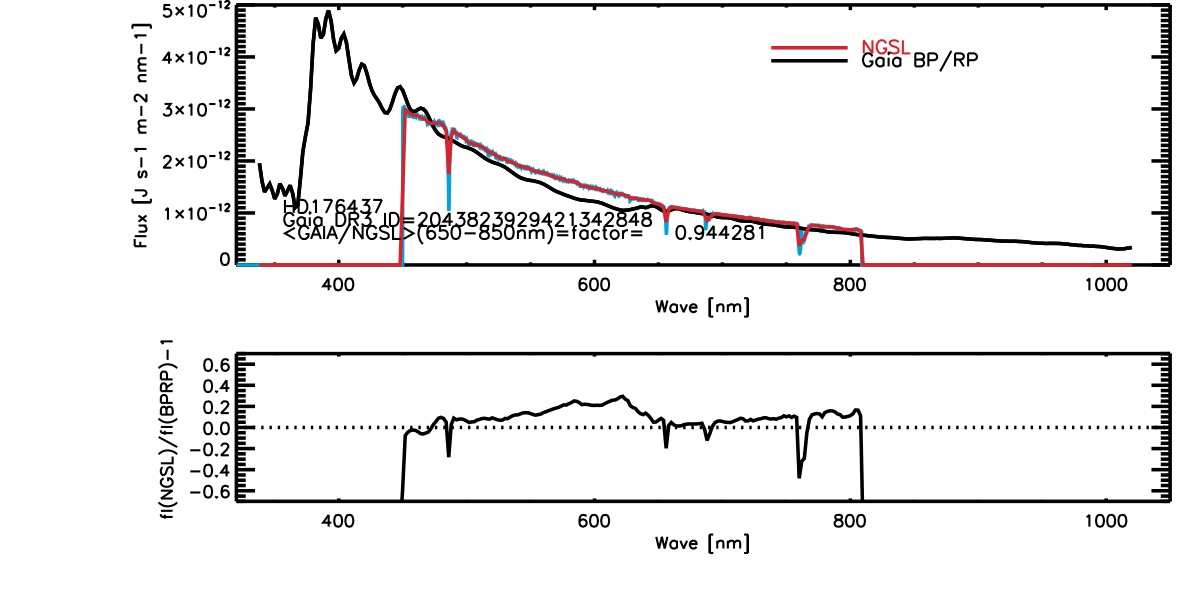 5×10−12
4×10−12
3×10−12
2×10−12
1×10−12
0
Flux [J s−1 m−2 nm−1]
NGSL
Gaia BP/RP
HD176437
Gaia DR3 ID=2043823929421342848
<GAIA/NGSL>(650−850nm)=factor= 0.944281
400 600 800 1000
Wave [nm]
fl(NGSL)/fl(BPRP)−1
0.6
0.4
0.2
0.0
−0.2
−0.4
−0.6
400 600 800 1000
Wave [nm]